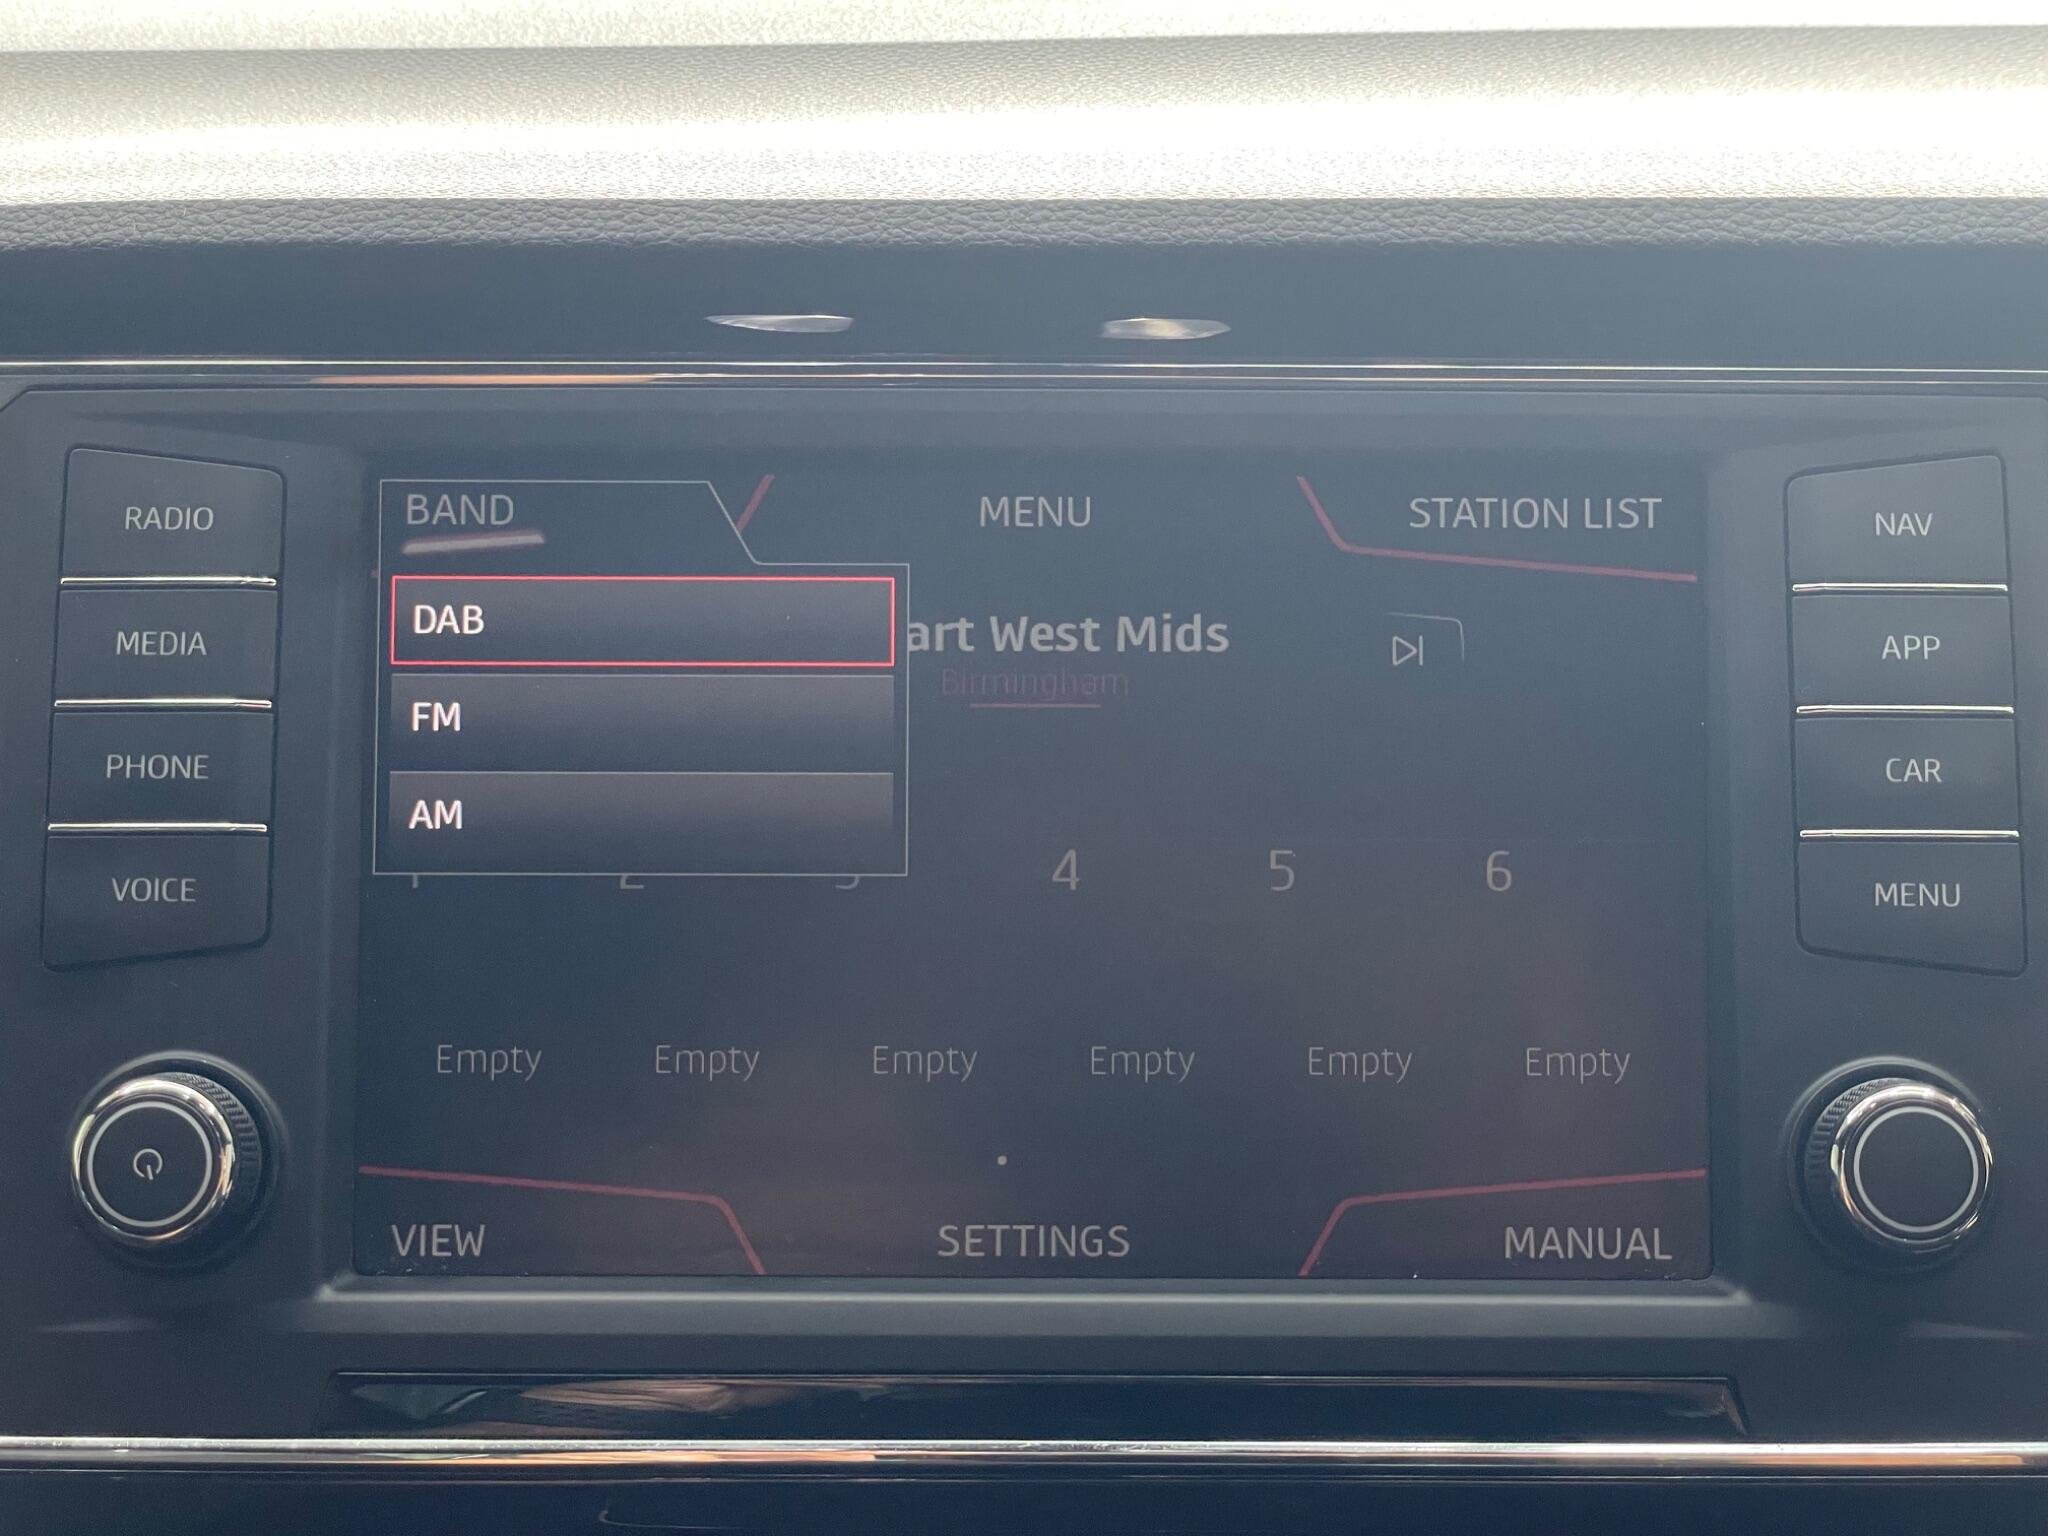 RADIO
MEDIA
PHONE
VOICE
BAND
MENU
STATION LIST
DAB
FM
AM
art West Mids
Birmingham
4 5 6
Empty Empty Empty Empty Empty Empty
VIEW
SETTINGS
MANUAL
NAV
APP
CAR
MENU